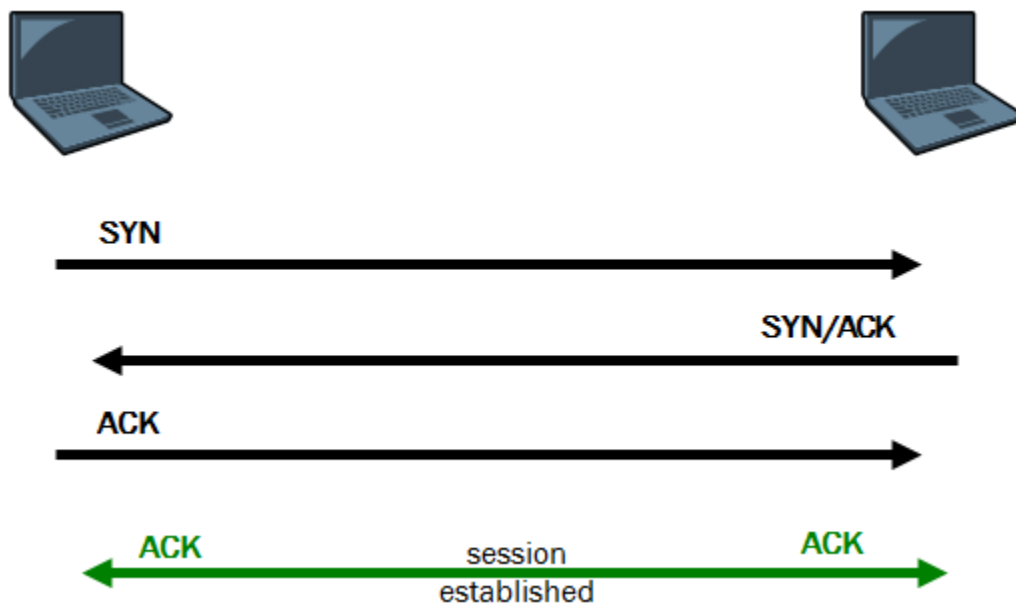 SYN
SYN/ACK
ACK
ACK session ACK
established